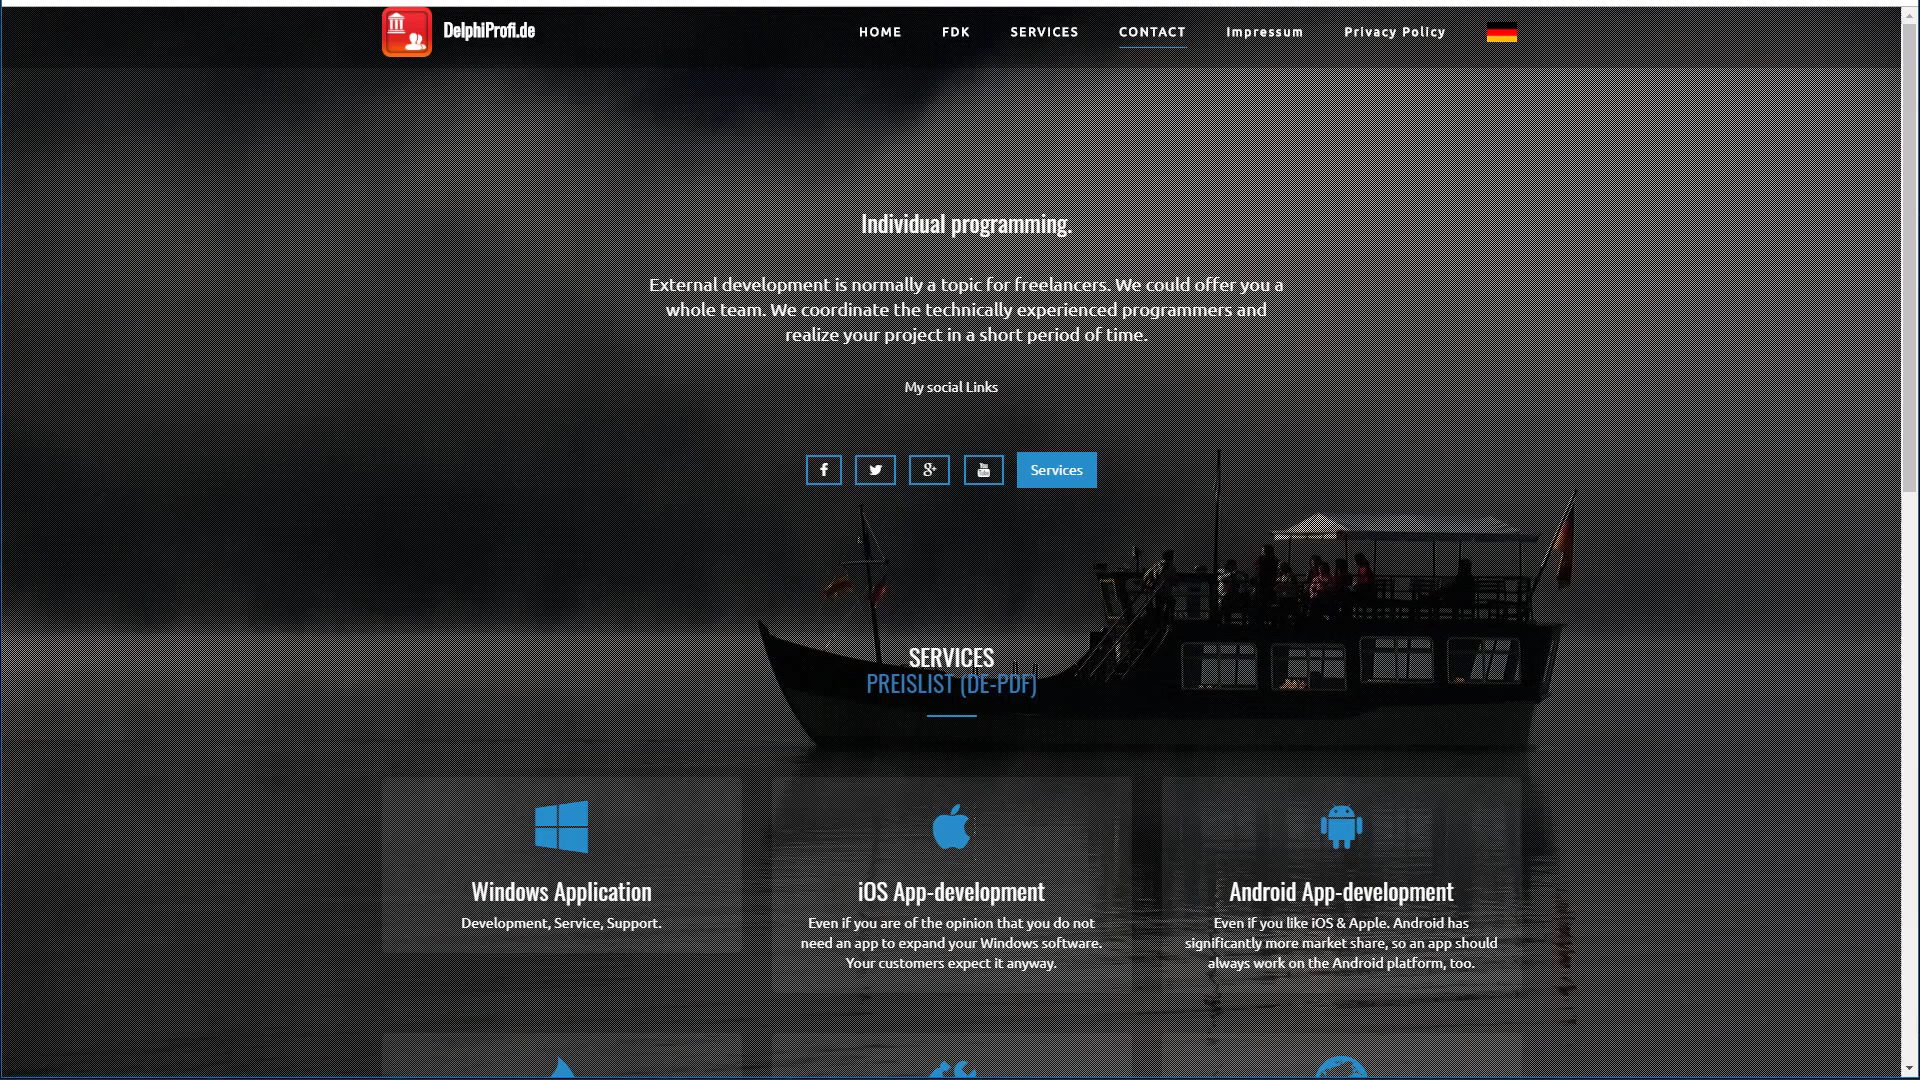 DelphiProfi.de
HOME FDK SERVICES CONTACT Impressum Privacy Policy
Individual programming.
External development is normally a topic for freelancers. We could offer you a
whole team. We coordinate the technically experienced programmers and
realize your project in a short period of time.
My social Links
Services
SERVICES
PREISLIST (DE-PDF)
Windows Application
Development, Service, Support.
iOS App-development
Even if you are of the opinion that you do not
need an app to expand your Windows software.
Your customers expect it anyway.
Android App-development
Even if you like iOS & Apple. Android has
significantly more market share, so an app should
always work on the Android platform, too.